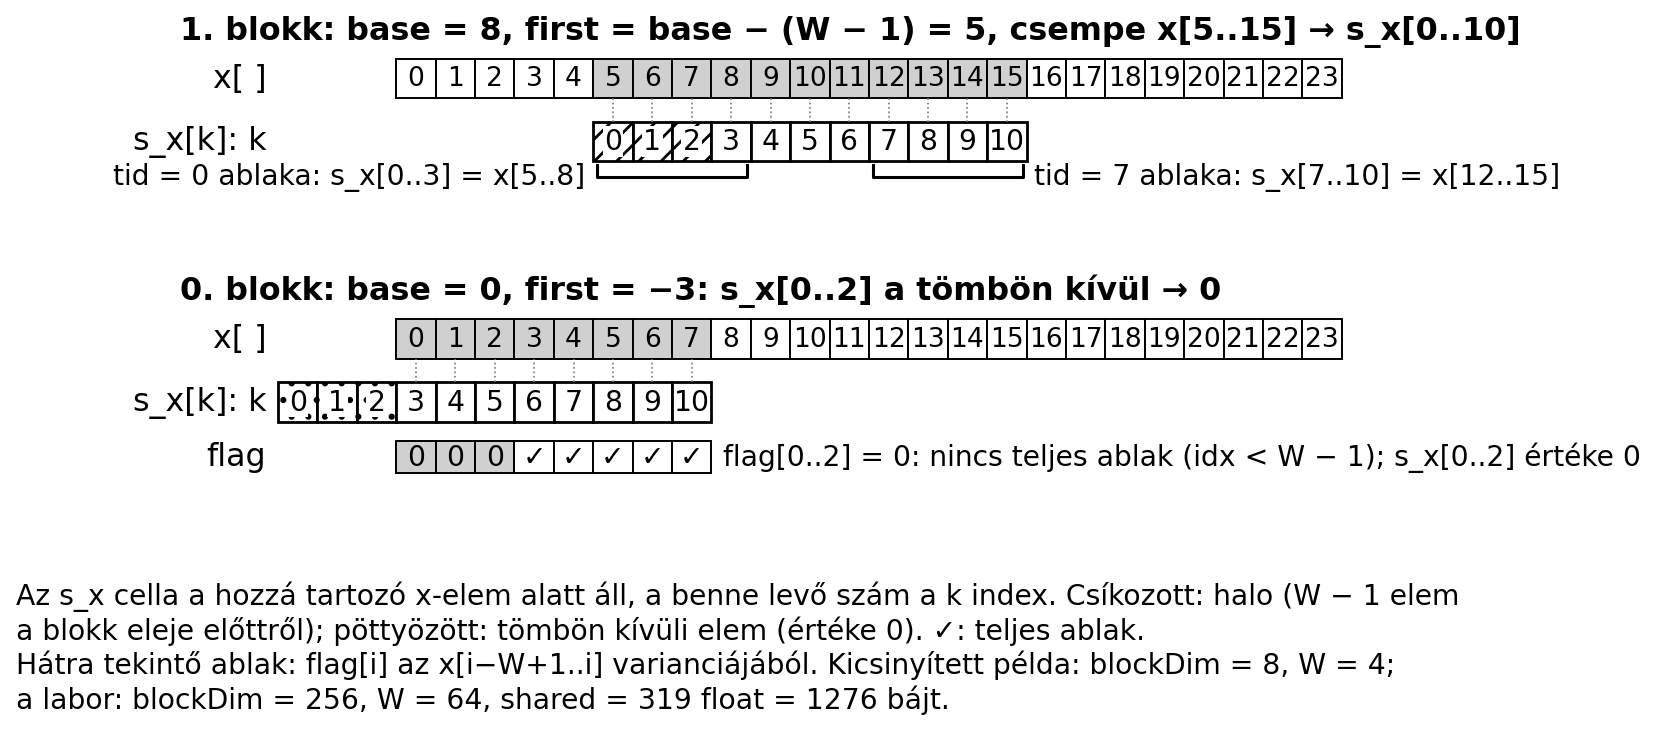 1. blokk: base = 8, first = base − (W − 1) = 5, csempe x[5..15] → s_x[0..10]
x[ ] 0 1 2 3 4 5 6 7 8 9 10 11 12 13 14 15 16 17 18 19 20 21 22 23
s_x[k]: k 0 1 2 3 4 5 6 7 8 9 10
tid = 0 ablaka: s_x[0..3] = x[5..8] tid = 7 ablaka: s_x[7..10] = x[12..15]
0. blokk: base = 0, first = −3: s_x[0..2] a tömbön kívül → 0
x[ ] 0 1 2 3 4 5 6 7 8 9 10 11 12 13 14 15 16 17 18 19 20 21 22 23
s_x[k]: k 0 1 2 3 4 5 6 7 8 9 10
flag 0 0 0 ✓ ✓ ✓ ✓ ✓ flag[0..2] = 0: nincs teljes ablak (idx < W − 1); s_x[0..2] értéke 0
Az s_x cella a hozzá tartozó x-elem alatt áll, a benne levő szám a k index. Csíkozott: halo (W − 1 elem
a blokk eleje előttről); pöttyözött: tömbön kívüli elem (értéke 0). ✓: teljes ablak.
Hátra tekintő ablak: flag[i] az x[i−W+1..i] varianciájából. Kicsinyített példa: blockDim = 8, W = 4;
a labor: blockDim = 256, W = 64, shared = 319 float = 1276 bájt.